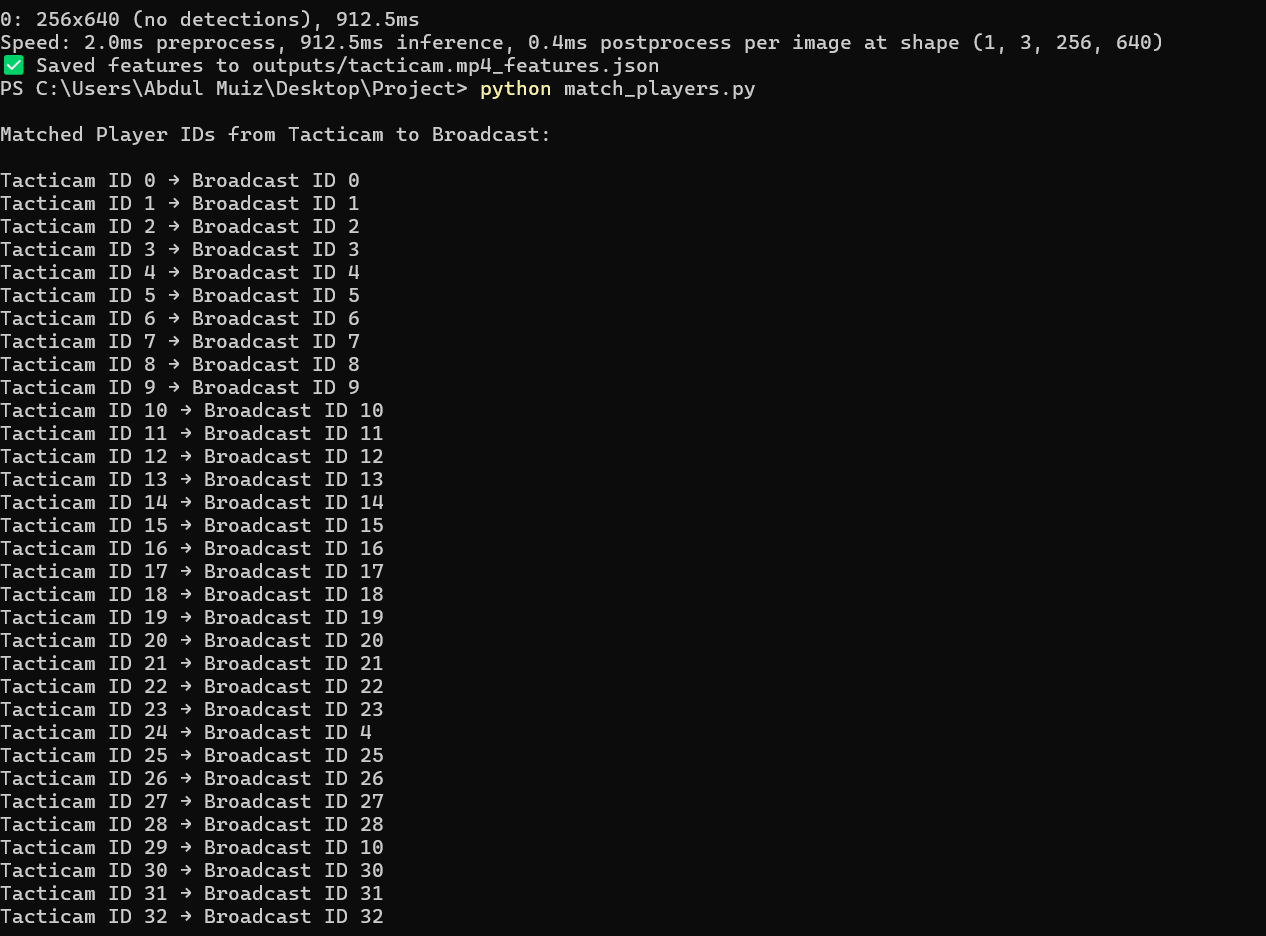 0: 256x640 (no detections), 912.5ms
Speed: 2.0ms preprocess, 912.5ms inference, 0.4ms postprocess per image at shape (1, 3, 256, 640)
✅ Saved features to outputs/tacticam.mp4_features.json
PS C:\Users\Abdul Muiz\Desktop\Project> python match_players.py
Matched Player IDs from Tacticam to Broadcast:
Tacticam ID 0 → Broadcast ID 0
Tacticam ID 1 → Broadcast ID 1
Tacticam ID 2 → Broadcast ID 2
Tacticam ID 3 → Broadcast ID 3
Tacticam ID 4 → Broadcast ID 4
Tacticam ID 5 → Broadcast ID 5
Tacticam ID 6 → Broadcast ID 6
Tacticam ID 7 → Broadcast ID 7
Tacticam ID 8 → Broadcast ID 8
Tacticam ID 9 → Broadcast ID 9
Tacticam ID 10 → Broadcast ID 10
Tacticam ID 11 → Broadcast ID 11
Tacticam ID 12 → Broadcast ID 12
Tacticam ID 13 → Broadcast ID 13
Tacticam ID 14 → Broadcast ID 14
Tacticam ID 15 → Broadcast ID 15
Tacticam ID 16 → Broadcast ID 16
Tacticam ID 17 → Broadcast ID 17
Tacticam ID 18 → Broadcast ID 18
Tacticam ID 19 → Broadcast ID 19
Tacticam ID 20 → Broadcast ID 20
Tacticam ID 21 → Broadcast ID 21
Tacticam ID 22 → Broadcast ID 22
Tacticam ID 23 → Broadcast ID 23
Tacticam ID 24 → Broadcast ID 4
Tacticam ID 25 → Broadcast ID 25
Tacticam ID 26 → Broadcast ID 26
Tacticam ID 27 → Broadcast ID 27
Tacticam ID 28 → Broadcast ID 28
Tacticam ID 29 → Broadcast ID 10
Tacticam ID 30 → Broadcast ID 30
Tacticam ID 31 → Broadcast ID 31
Tacticam ID 32 → Broadcast ID 32